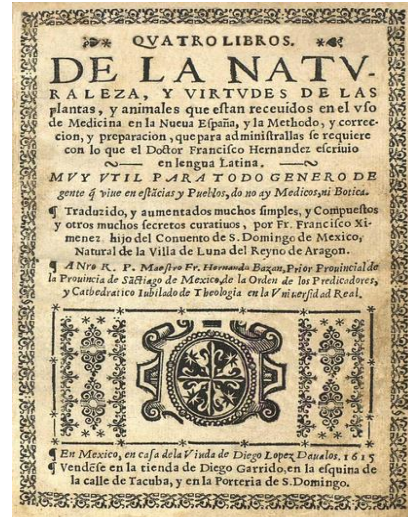 QVATRO LIBROS.
DE LA NATV-
RALEZA, Y VIRTVDES DE LAS
plantas, y animales que eſtan receuidos en el vſo
de Medicina en la Nueua Eſpaña, y la Methodo, y correc-
cion, y preparacion, que para adminiſtrallas ſe requiere
con lo que el Doctor Franciſco Hernandez eſcriuio
en lengua Latina.
MVY VTIL PARA TODO GENERO DE
gente q̃ viue en eſtãcias y Pueblos, do no ay Medicos, ni Botica.
¶ Traduzido, y aumentados muchos ſimples, y Compueſtos
y otros muchos ſecretos curatiuos, por Fr. Franciſco Xi-
menez hijo del Conuento de S. Domingo de Mexico,
Natural de la Villa de Luna del Reyno de Aragon.
¶ A Nro R. P. Maeſtro Fr. Hernando Bazan, Prior Prouincial de
la Prouincia de Sãctiago de Mexico, de la Orden de los Predicadores,
y Cathedratico Iubilado de Theologia en la Vniuerſidad Real.
¶ En Mexico, en caſa de la Viuda de Diego Lopez Daualos. 1615
¶ Vendẽſe en la tienda de Diego Garrido, en la eſquina de
la calle de Tacuba, y en la Porteria de S. Domingo.